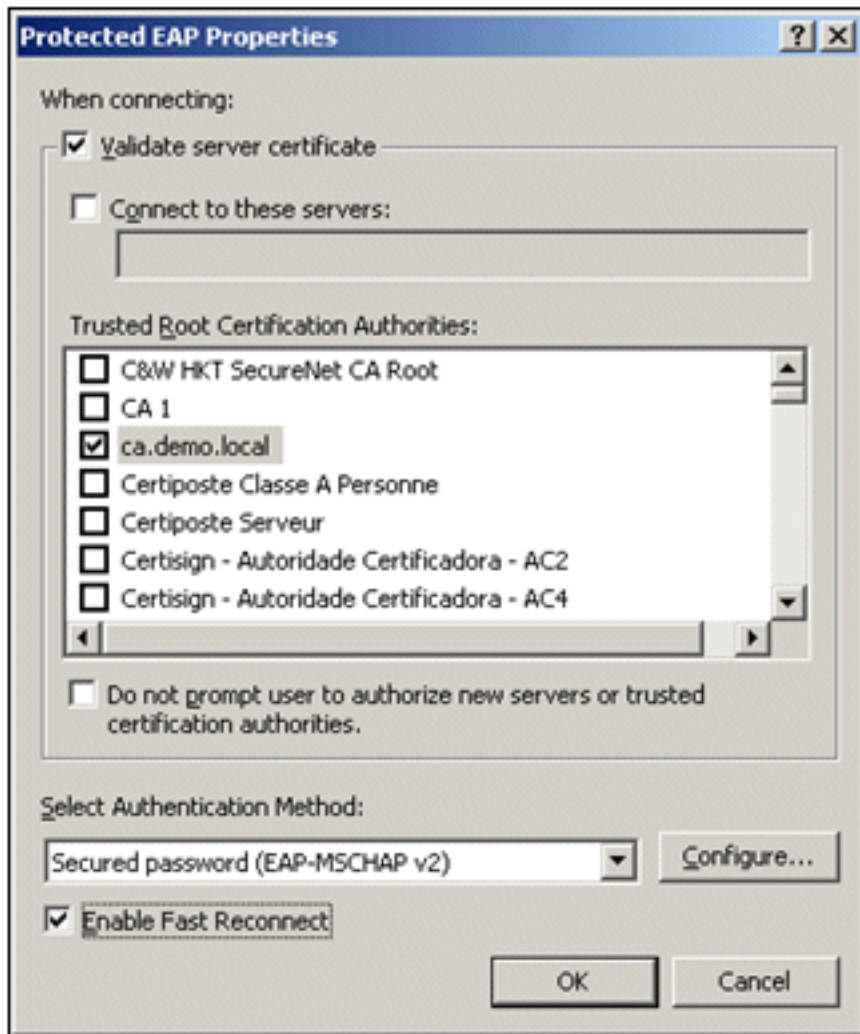 Protected EAP Properties
When connecting:
Validate server certificate
Connect to these servers:
Trusted Root Certification Authorities:
C&W HKT SecureNet CA Root
CA 1
ca.demo.local
Certiposte Classe A Personne
Certiposte Serveur
Certisign - Autoridade Certificadora - AC2
Certisign - Autoridade Certificadora - AC4
Do not prompt user to authorize new servers or trusted
certification authorities.
Select Authentication Method:
Secured password (EAP-MSCHAP v2)
Configure...
Enable Fast Reconnect
OK
Cancel